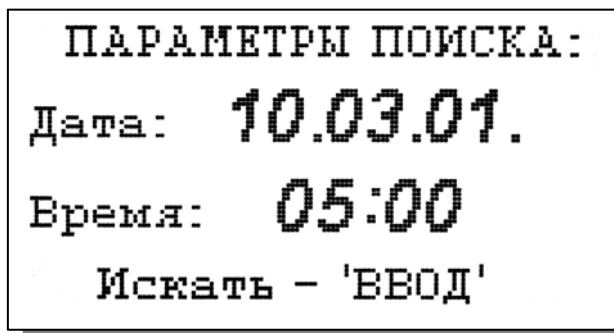 ПАРАМЕТРЫ ПОИСКА:
Дата: 10.03.01.
Время: 05:00
Искать - 'ВВОД'